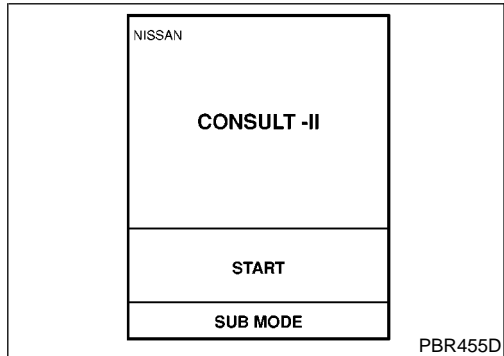 NISSAN
CONSULT -II
START
SUB MODE
PBR455D